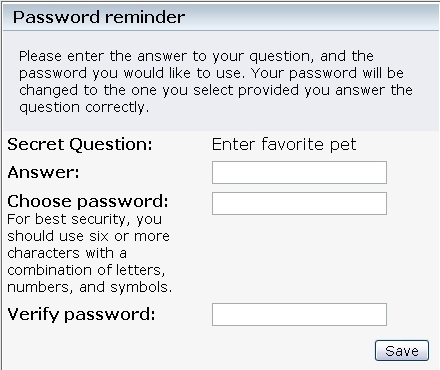 Password reminder
Please enter the answer to your question, and the
password you would like to use. Your password will be
changed to the one you select provided you answer the
question correctly.
Secret Question: Enter favorite pet
Answer:
Choose password:
For best security, you
should use six or more
characters with a
combination of letters,
numbers, and symbols.
Verify password:
Save